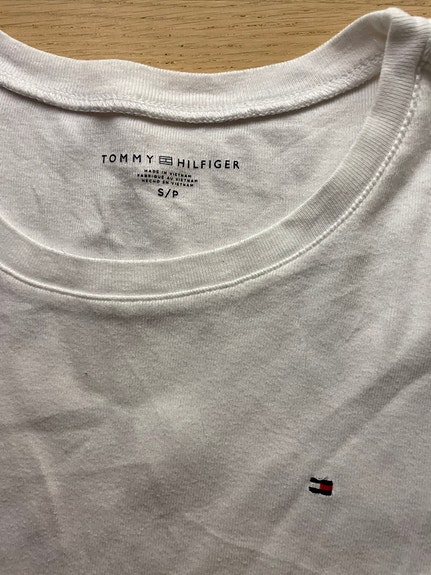 TOMMY HILFIGER
MADE IN VIETNAM
FABRIQUÉ AU VIETNAM
HECHO EN VIETNAM
S/P